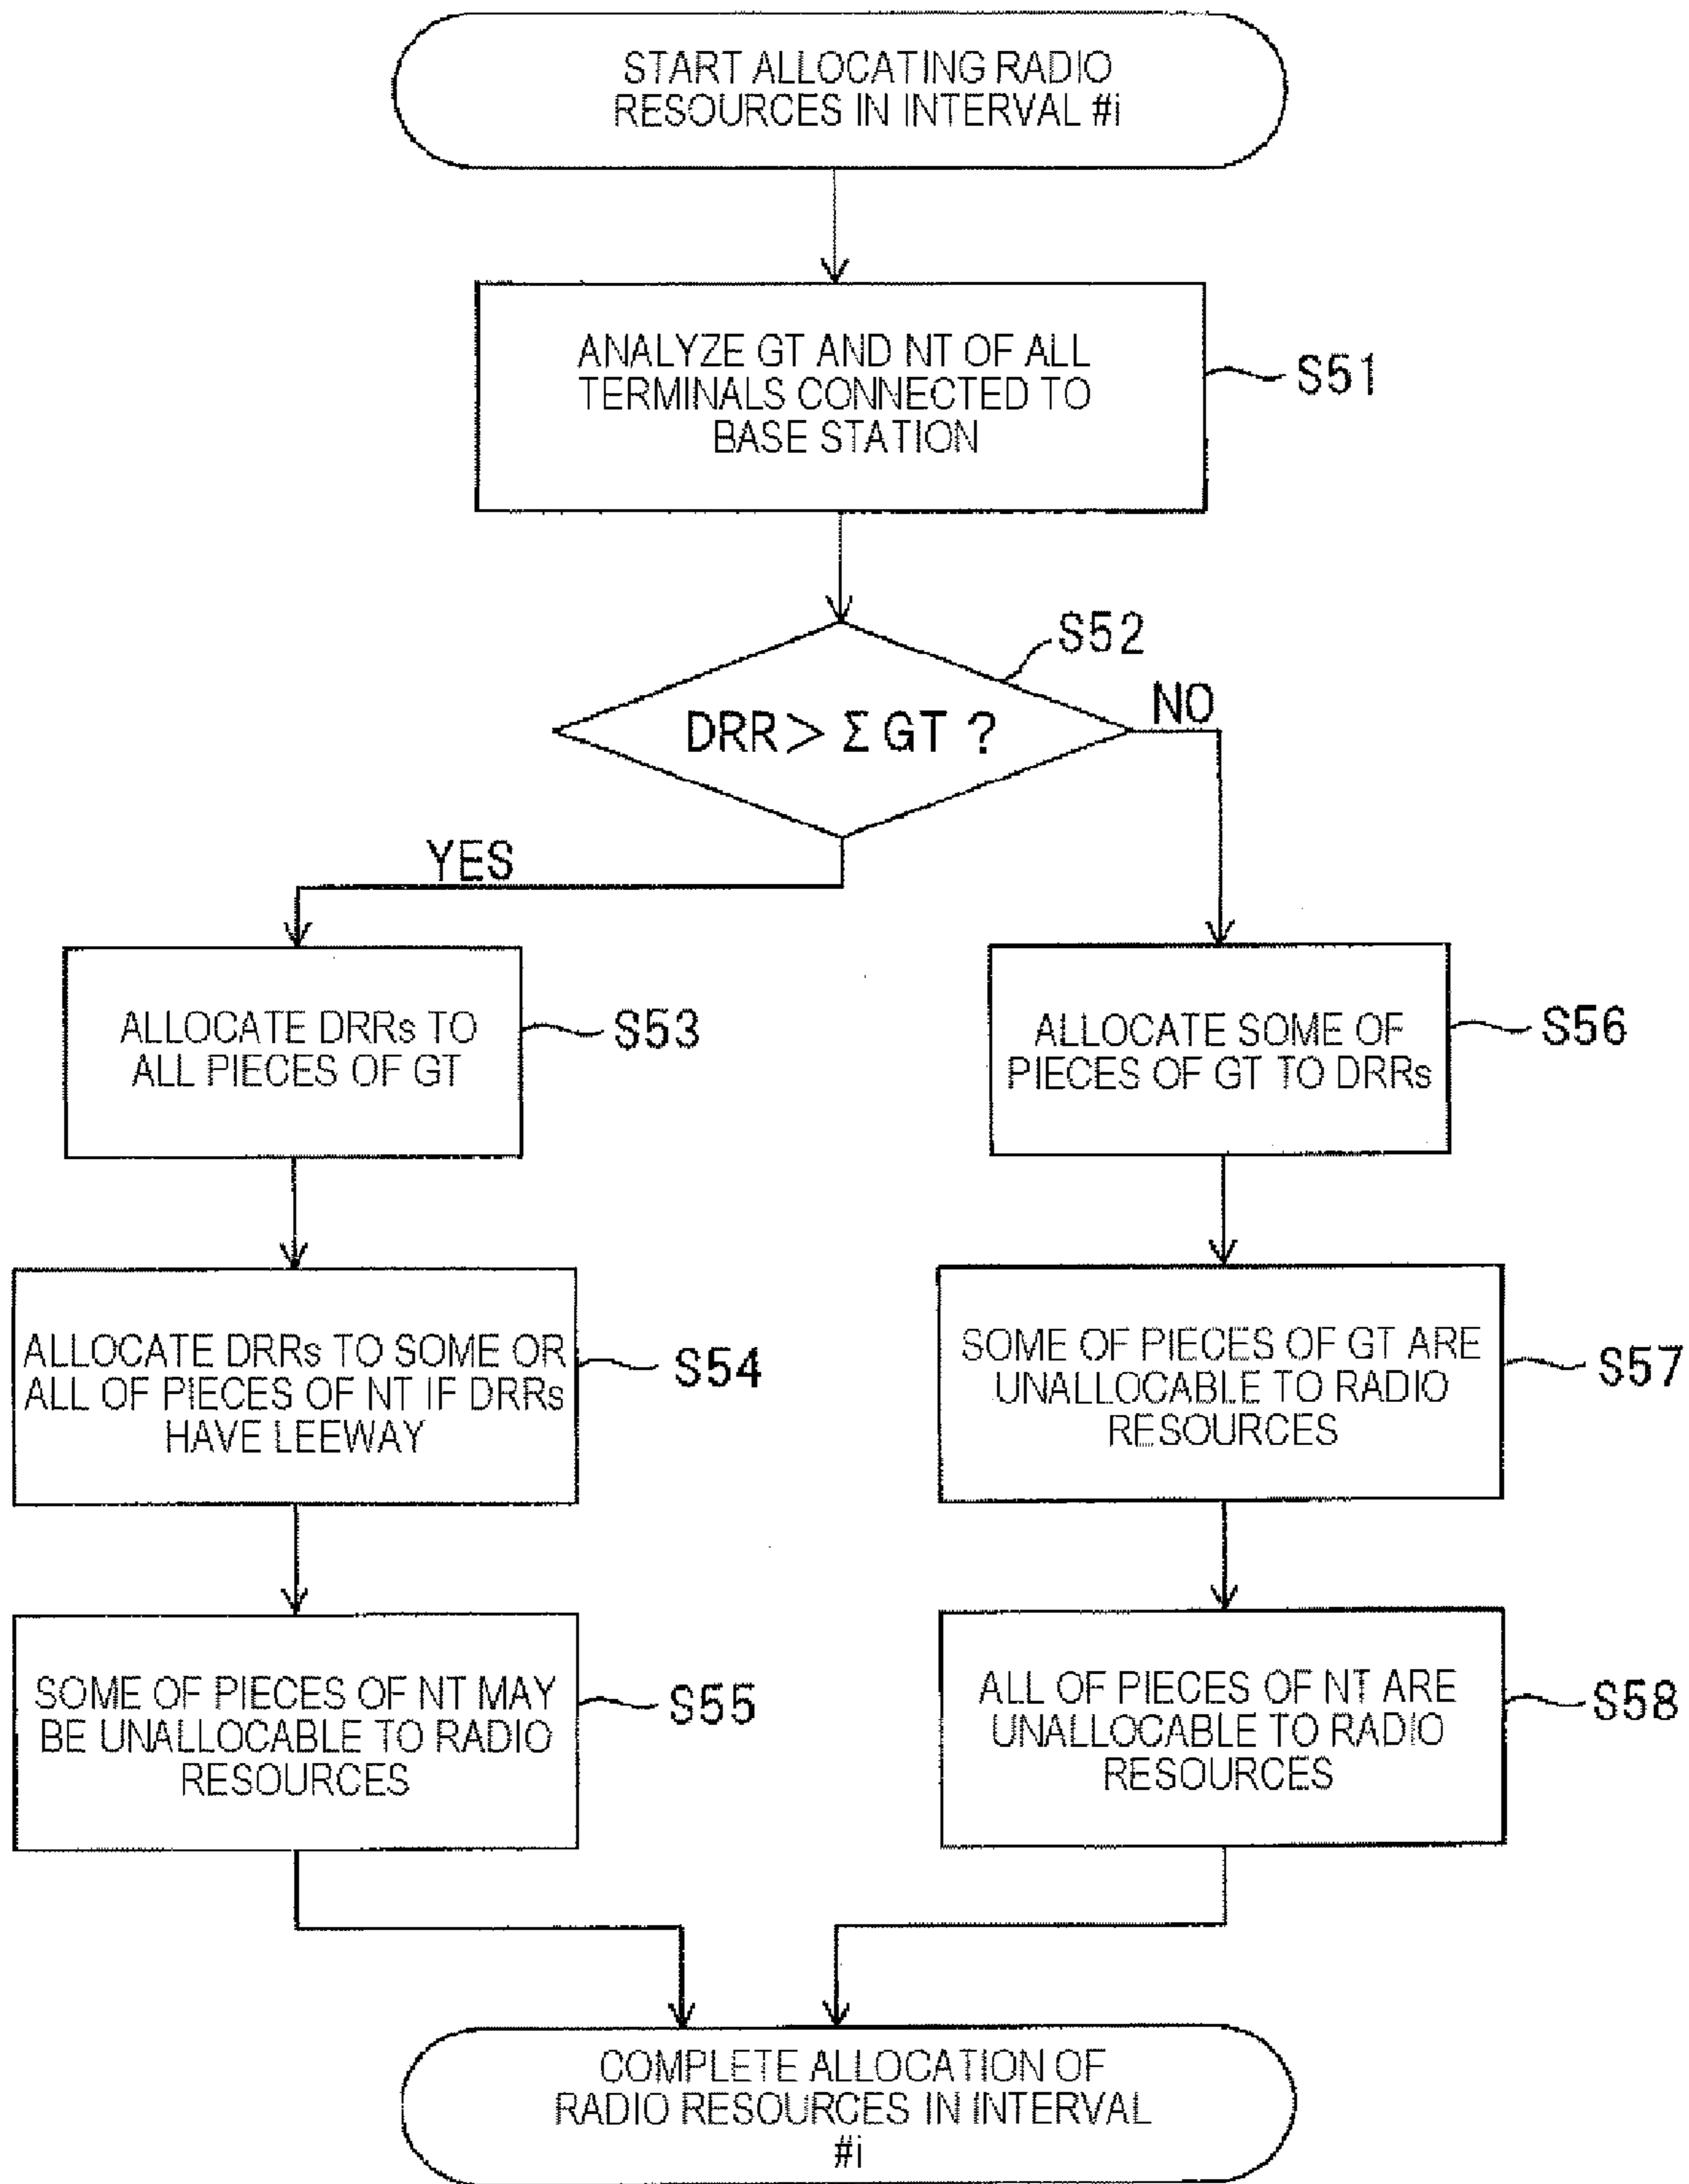 START ALLOCATING RADIO
RESOURCES IN INTERVAL #i
ANALYZE GT AND NT OF ALL
TERMINALS CONNECTED TO
BASE STATION
S51
S52
DRR > Σ GT ?
NO
YES
ALLOCATE DRRs TO
ALL PIECES OF GT
S53
ALLOCATE SOME OF
PIECES OF GT TO DRRs
S56
ALLOCATE DRRs TO SOME OR
ALL OF PIECES OF NT IF DRRs
HAVE LEEWAY
S54
SOME OF PIECES OF GT ARE
UNALLOCABLE TO RADIO
RESOURCES
S57
SOME OF PIECES OF NT MAY
BE UNALLOCABLE TO RADIO
RESOURCES
S55
ALL OF PIECES OF NT ARE
UNALLOCABLE TO RADIO
RESOURCES
S58
COMPLETE ALLOCATION OF
RADIO RESOURCES IN INTERVAL
#i